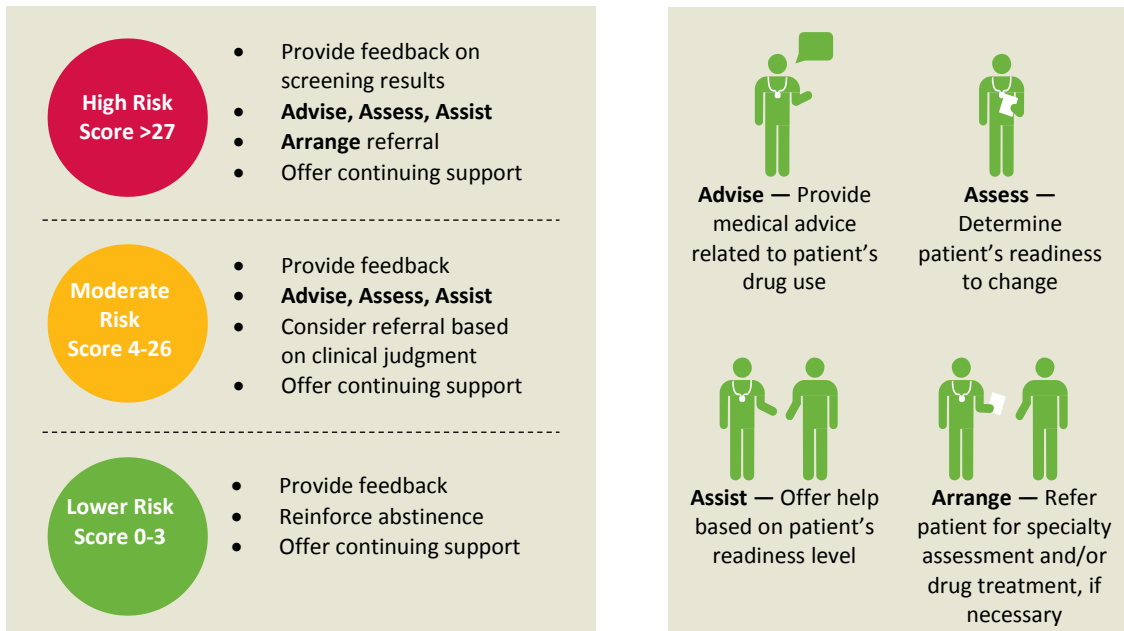 High Risk
Score >27
• Provide feedback on
screening results
• Advise, Assess, Assist
• Arrange referral
• Offer continuing support
Moderate
Risk
Score 4-26
• Provide feedback
• Advise, Assess, Assist
• Consider referral based
on clinical judgment
• Offer continuing support
Lower Risk
Score 0-3
• Provide feedback
• Reinforce abstinence
• Offer continuing support
Advise — Provide
medical advice
related to patient’s
drug use
Assess —
Determine
patient’s readiness
to change
Assist — Offer help
based on patient’s
readiness level
Arrange — Refer
patient for specialty
assessment and/or
drug treatment, if
necessary